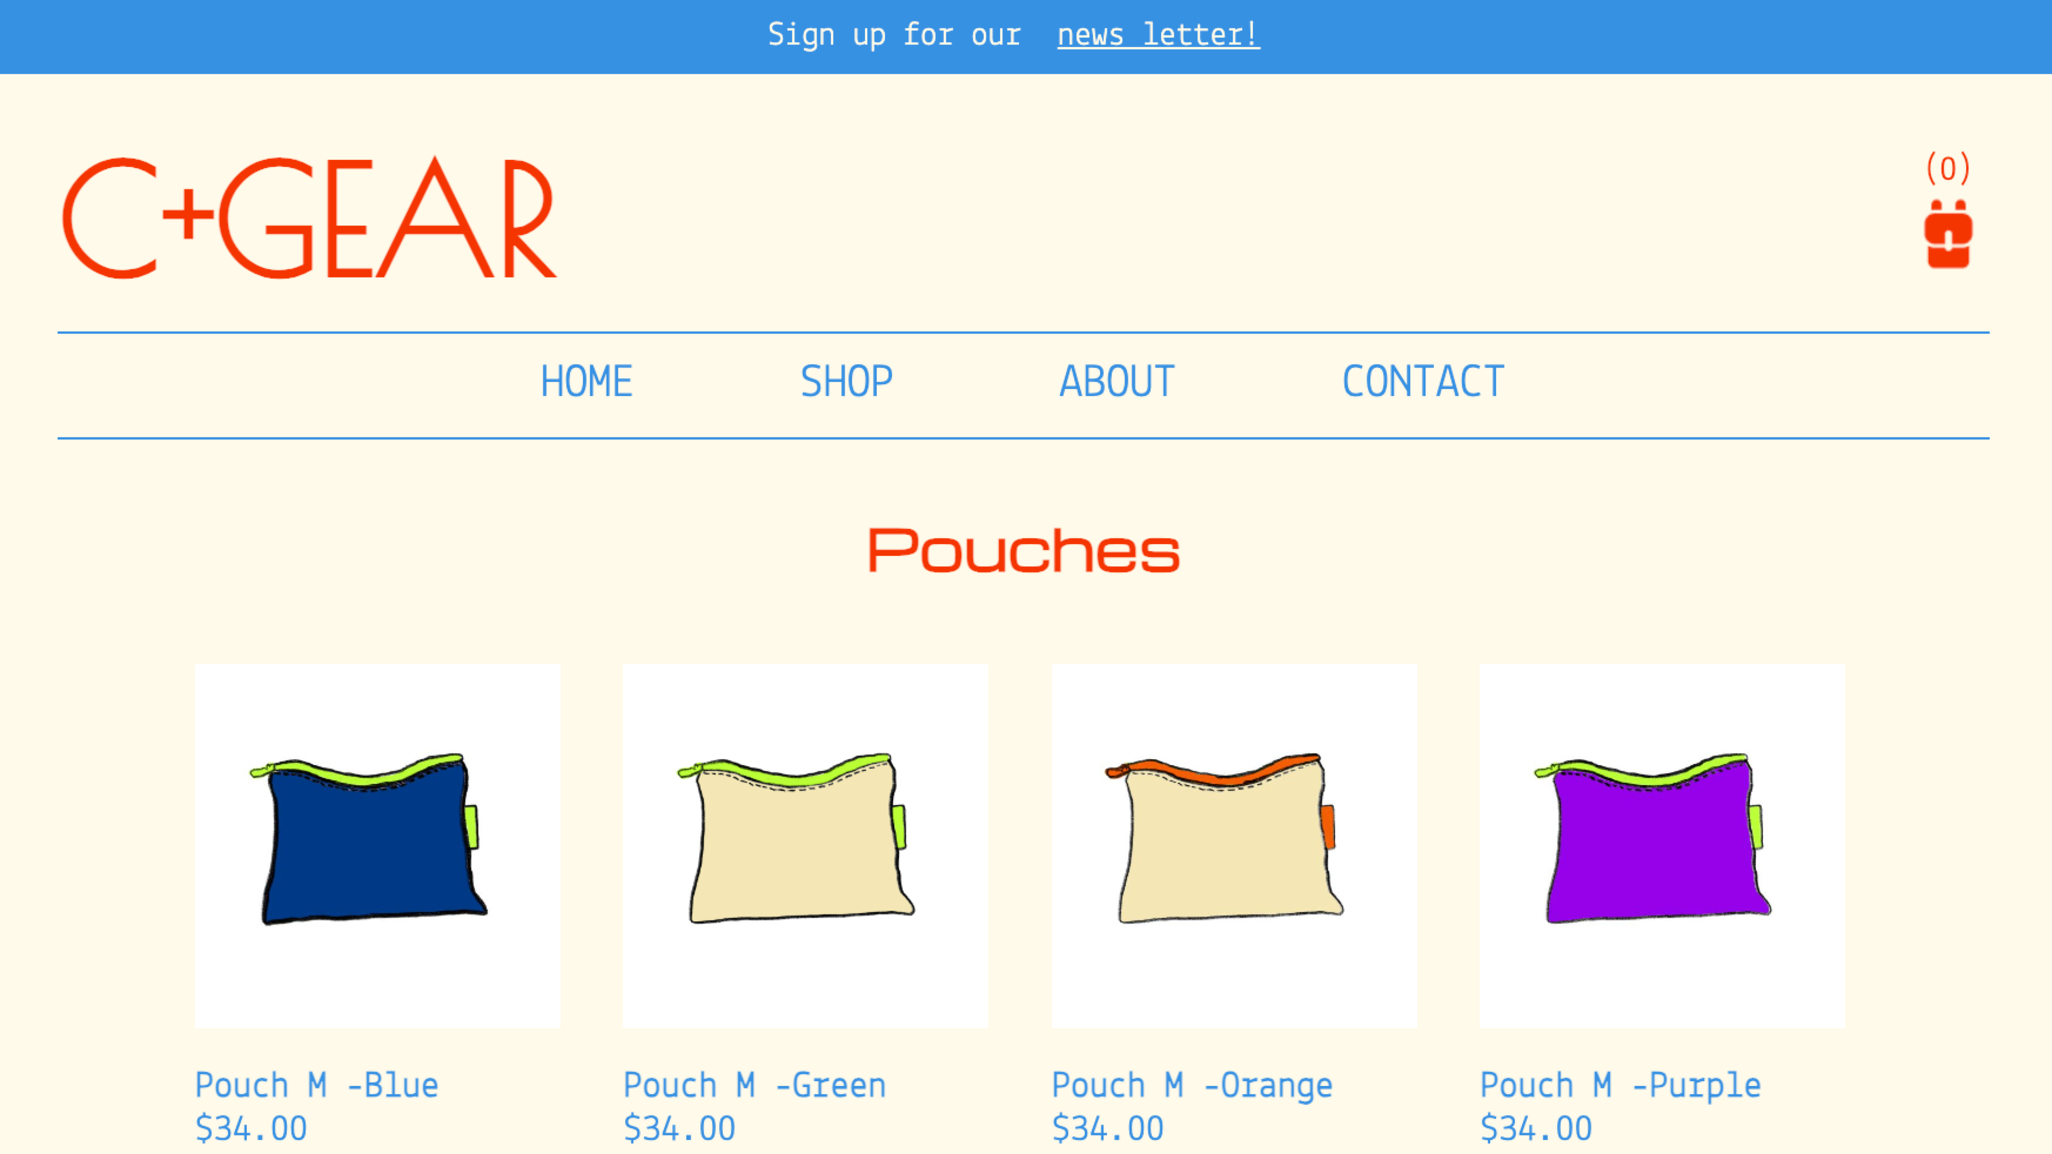 Sign up for our news letter!
C+GEAR
(0)
HOME SHOP ABOUT CONTACT
Pouches
Pouch M -Blue
$34.00
Pouch M -Green
$34.00
Pouch M -Orange
$34.00
Pouch M -Purple
$34.00